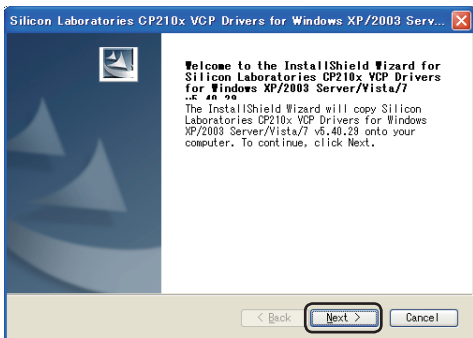 Silicon Laboratories CP210x VCP Drivers for Windows XP/2003 Serv...
Welcome to the InstallShield Wizard for
Silicon Laboratories CP210x VCP Drivers
for Windows XP/2003 Server/Vista/7
v5.40.29
The InstallShield Wizard will copy Silicon
Laboratories CP210x VCP Drivers for Windows
XP/2003 Server/Vista/7 v5.40.29 onto your
computer. To continue, click Next.
< Back Next > Cancel